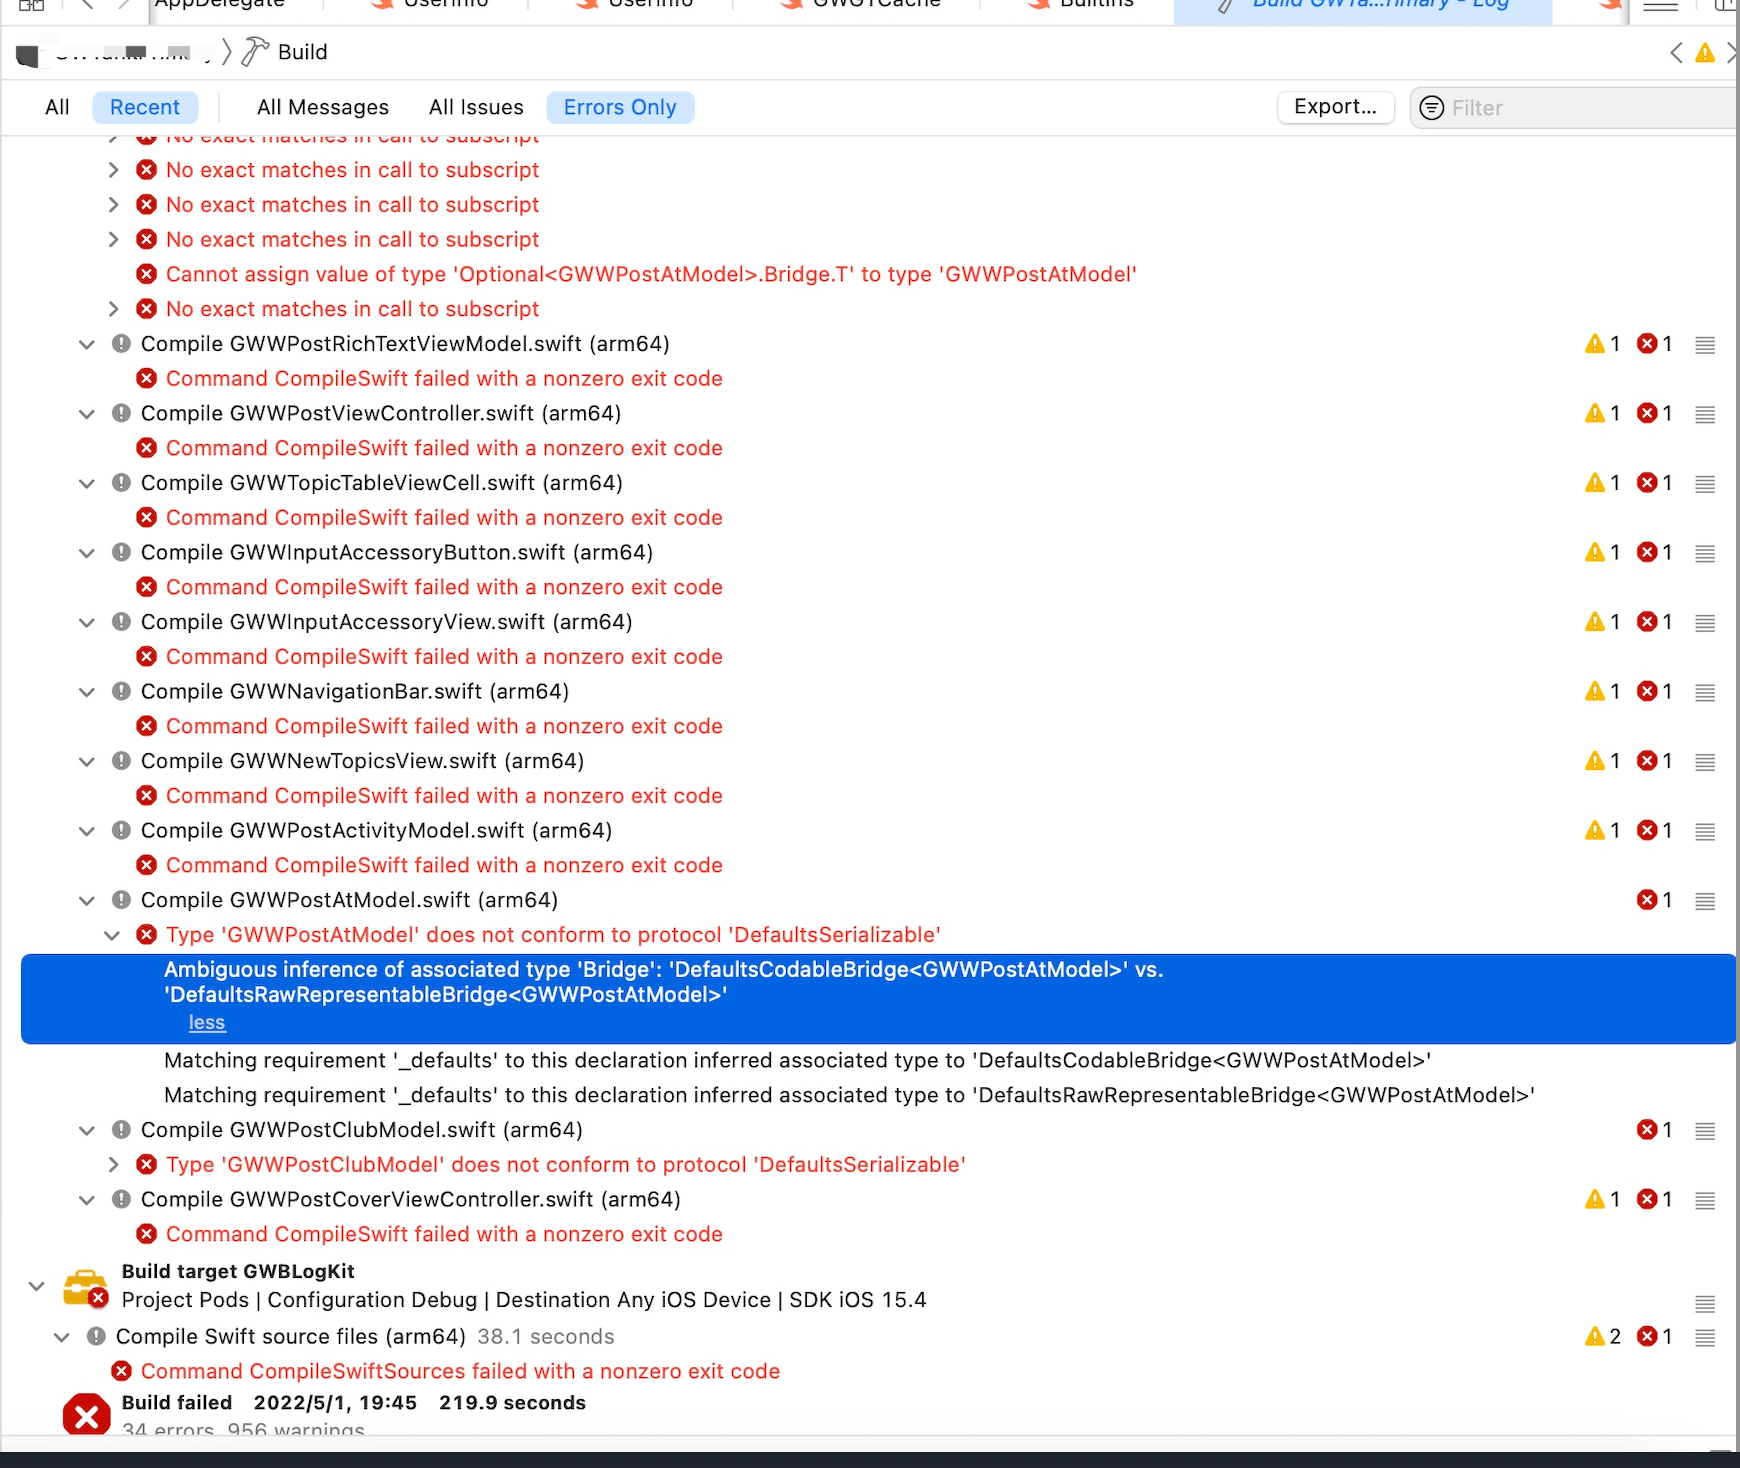 AppDelegate UserInfo UserInfo GWGTCache BuiltIns Build GWTa...rimary - Log
Build
All Recent All Messages All Issues Errors Only Export... Filter
No exact matches in call to subscript
No exact matches in call to subscript
No exact matches in call to subscript
No exact matches in call to subscript
Cannot assign value of type 'Optional<GWWPostAtModel>.Bridge.T' to type 'GWWPostAtModel'
No exact matches in call to subscript
Compile GWWPostRichTextViewModel.swift (arm64) 1 1
Command CompileSwift failed with a nonzero exit code
Compile GWWPostViewController.swift (arm64) 1 1
Command CompileSwift failed with a nonzero exit code
Compile GWWTopicTableViewCell.swift (arm64) 1 1
Command CompileSwift failed with a nonzero exit code
Compile GWWInputAccessoryButton.swift (arm64) 1 1
Command CompileSwift failed with a nonzero exit code
Compile GWWInputAccessoryView.swift (arm64) 1 1
Command CompileSwift failed with a nonzero exit code
Compile GWWNavigationBar.swift (arm64) 1 1
Command CompileSwift failed with a nonzero exit code
Compile GWWNewTopicsView.swift (arm64) 1 1
Command CompileSwift failed with a nonzero exit code
Compile GWWPostActivityModel.swift (arm64) 1 1
Command CompileSwift failed with a nonzero exit code
Compile GWWPostAtModel.swift (arm64) 1
Type 'GWWPostAtModel' does not conform to protocol 'DefaultsSerializable'
Ambiguous inference of associated type 'Bridge': 'DefaultsCodableBridge<GWWPostAtModel>' vs.
'DefaultsRawRepresentableBridge<GWWPostAtModel>'
less
Matching requirement '_defaults' to this declaration inferred associated type to 'DefaultsCodableBridge<GWWPostAtModel>'
Matching requirement '_defaults' to this declaration inferred associated type to 'DefaultsRawRepresentableBridge<GWWPostAtModel>'
Compile GWWPostClubModel.swift (arm64) 1
Type 'GWWPostClubModel' does not conform to protocol 'DefaultsSerializable'
Compile GWWPostCoverViewController.swift (arm64) 1 1
Command CompileSwift failed with a nonzero exit code
Build target GWBLogKit
Project Pods | Configuration Debug | Destination Any iOS Device | SDK iOS 15.4
Compile Swift source files (arm64) 38.1 seconds 2 1
Command CompileSwiftSources failed with a nonzero exit code
Build failed 2022/5/1, 19:45 219.9 seconds
34 errors, 956 warnings